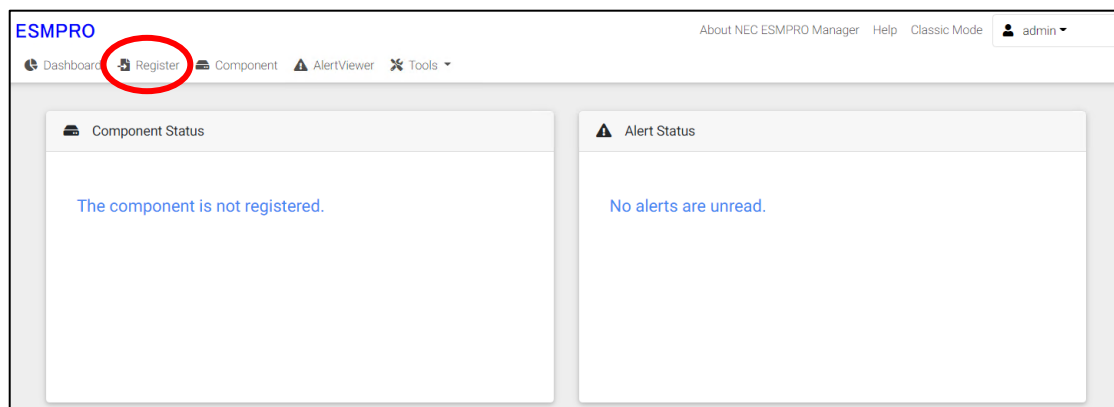 ESMPRO
About NEC ESMPRO Manager Help Classic Mode admin
Dashboard Register Component AlertViewer Tools
Component Status
Alert Status
The component is not registered.
No alerts are unread.